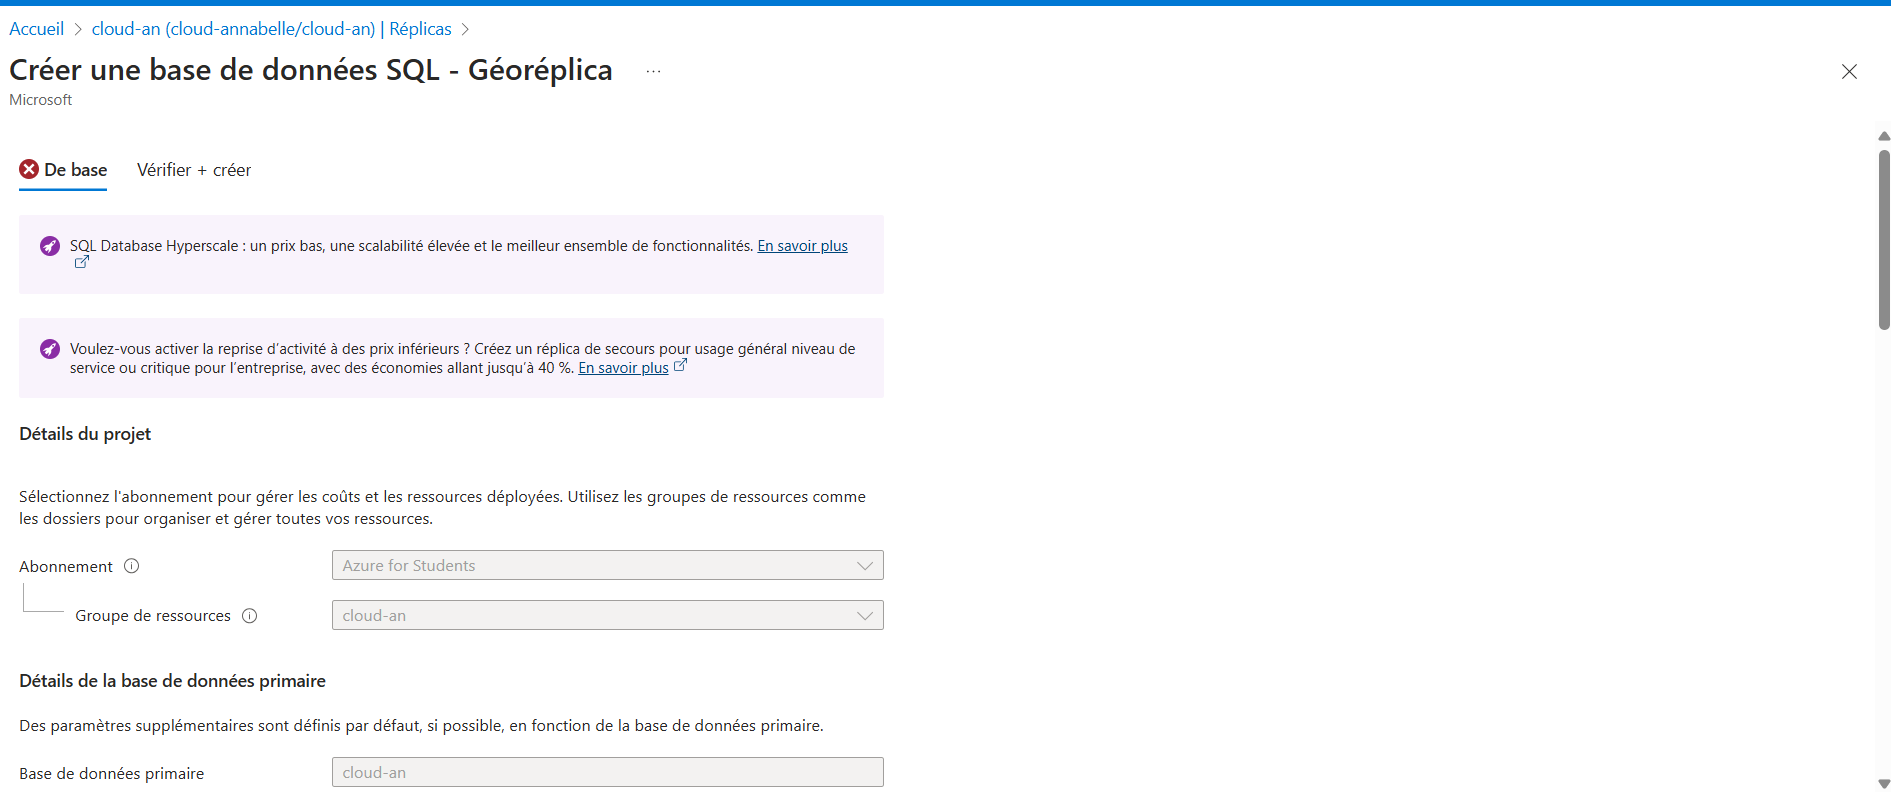 Accueil > cloud-an (cloud-annabelle/cloud-an) | Réplicas >
Créer une base de données SQL - Géoréplica ...
Microsoft
De base Vérifier + créer
SQL Database Hyperscale : un prix bas, une scalabilité élevée et le meilleur ensemble de fonctionnalités. En savoir plus
Voulez-vous activer la reprise d’activité à des prix inférieurs ? Créez un réplica de secours pour usage général niveau de
service ou critique pour l’entreprise, avec des économies allant jusqu’à 40 %. En savoir plus
Détails du projet
Sélectionnez l'abonnement pour gérer les coûts et les ressources déployées. Utilisez les groupes de ressources comme
les dossiers pour organiser et gérer toutes vos ressources.
Abonnement Azure for Students
Groupe de ressources cloud-an
Détails de la base de données primaire
Des paramètres supplémentaires sont définis par défaut, si possible, en fonction de la base de données primaire.
Base de données primaire cloud-an